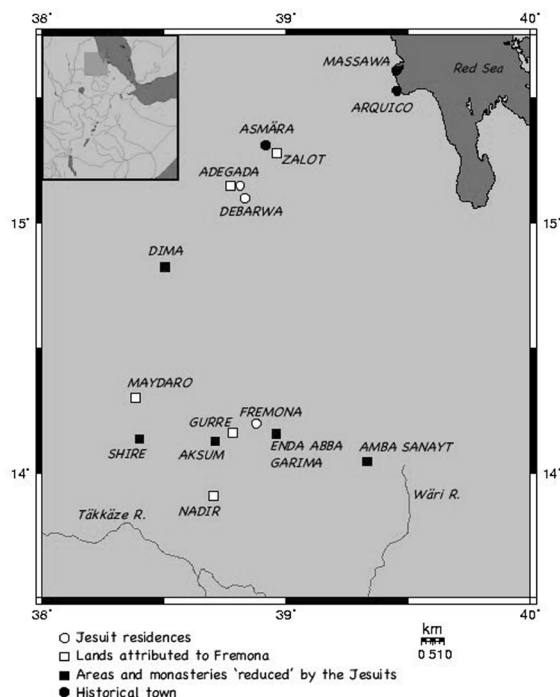 38° 39° 40°
MASSAWA
Red Sea
ARQUICO
ASMÄRA
ZALOT
ADEGADA
DEBARWA
15° 15°
DIMA
MAYDARO
GURRE FREMONA
SHIRE AKSUM ENDA ABBA GARIMA AMBA SANAYT
14° 14°
NADIR
Täkkäze R.
Wäri R.
38° 39° 40°
km
0 5 10
Jesuit residences
Lands attributed to Fremona
Areas and monasteries 'reduced' by the Jesuits
Historical town